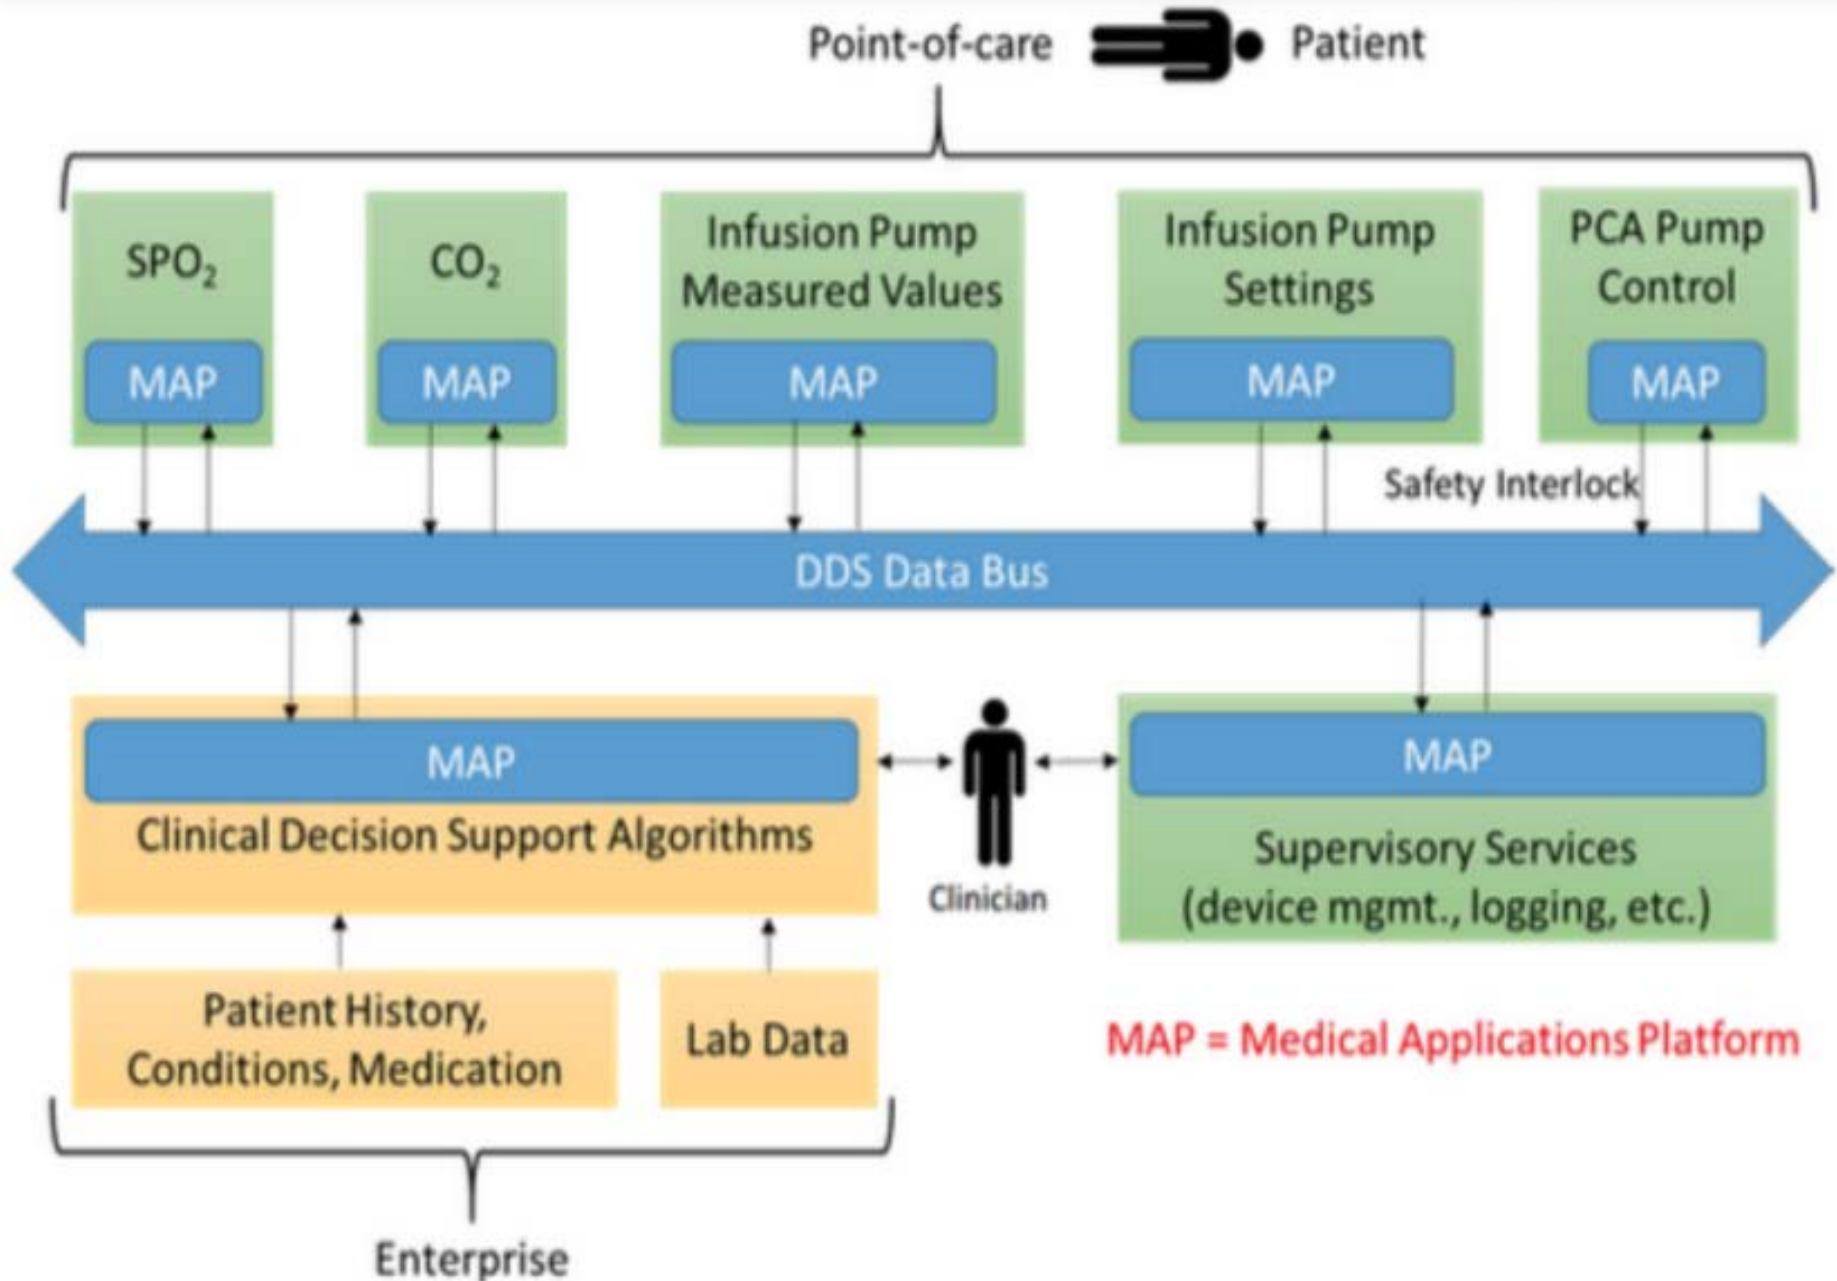 Point-of-care Patient
SPO₂
CO₂
Infusion Pump
Measured Values
Infusion Pump
Settings
PCA Pump
Control
MAP
MAP
MAP
MAP
MAP
Safety Interlock
DDS Data Bus
MAP
Clinical Decision Support Algorithms
Clinician
MAP
Supervisory Services
(device mgmt., logging, etc.)
Patient History,
Conditions, Medication
Lab Data
MAP = Medical Applications Platform
Enterprise